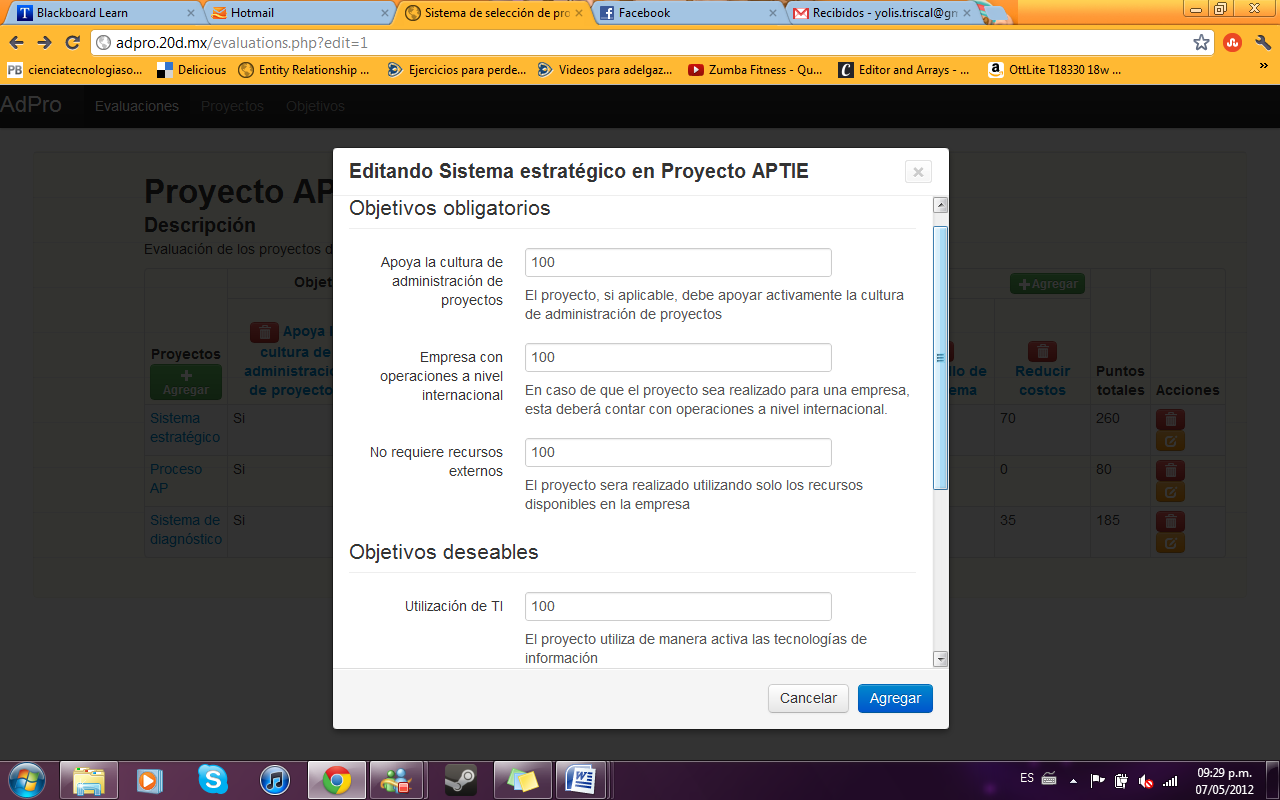 Blackboard Learn
Hotmail
Sistema de selección de pro
Facebook
Recibidos - yolis.triscal@gm
adpro.20d.mx/evaluations.php?edit=1
cienciatecnologiaso...
Delicious
Entity Relationship ...
Ejercicios para perde...
Videos para adelgaz...
Zumba Fitness - Qu...
Editor and Arrays - ...
OttLite T18330 18w ...
AdPro
Evaluaciones
Proyectos
Objetivos
Editando Sistema estratégico en Proyecto APTIE
Objetivos obligatorios
Apoya la cultura de
administración de
proyectos
100
El proyecto, si aplicable, debe apoyar activamente la cultura
de administración de proyectos
Empresa con
operaciones a nivel
internacional
100
En caso de que el proyecto sea realizado para una empresa,
esta deberá contar con operaciones a nivel internacional.
No requiere recursos
externos
100
El proyecto sera realizado utilizando solo los recursos
disponibles en la empresa
Objetivos deseables
Utilización de TI
100
El proyecto utiliza de manera activa las tecnologías de
información
Cancelar
Agregar
Proyecto AP
Descripción
Evaluación de los proyectos d
Objet
Agregar
Proyectos
Agregar
Apoya l
cultura de
administració
de proyecto
llo de
ema
Reducir
costos
Puntos
totales
Acciones
Sistema
estratégico
Si
70
260
Proceso
AP
Si
0
80
Sistema de
diagnóstico
Si
35
185
ES
09:29 p.m.
07/05/2012